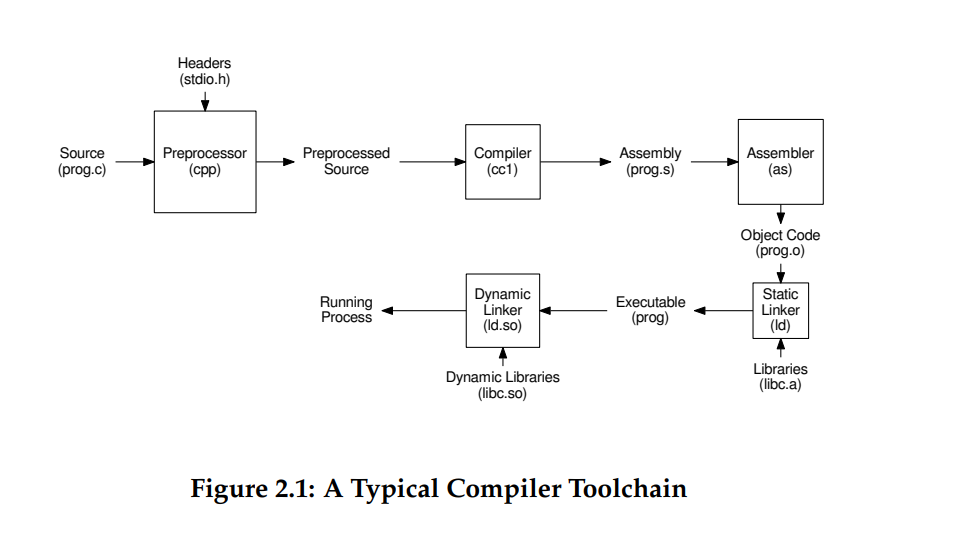 Headers
(stdio.h)
Source
(prog.c)
Preprocessor
(cpp)
Preprocessed
Source
Compiler
(cc1)
Assembly
(prog.s)
Assembler
(as)
Object Code
(prog.o)
Static
Linker
(ld)
Libraries
(libc.a)
Executable
(prog)
Dynamic
Linker
(ld.so)
Dynamic Libraries
(libc.so)
Running
Process
Figure 2.1: A Typical Compiler Toolchain